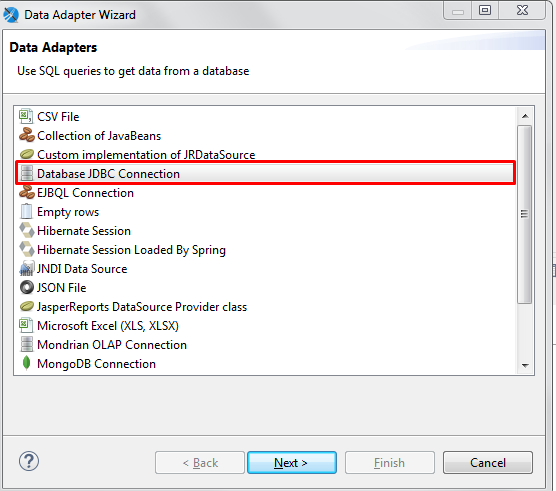 Data Adapter Wizard
Data Adapters
Use SQL queries to get data from a database
CSV File
Collection of JavaBeans
Custom implementation of JRDataSource
Database JDBC Connection
EJBQL Connection
Empty rows
Hibernate Session
Hibernate Session Loaded By Spring
JNDI Data Source
JSON File
JasperReports DataSource Provider class
Microsoft Excel (XLS, XLSX)
Mondrian OLAP Connection
MongoDB Connection
? < Back Next > Finish Cancel